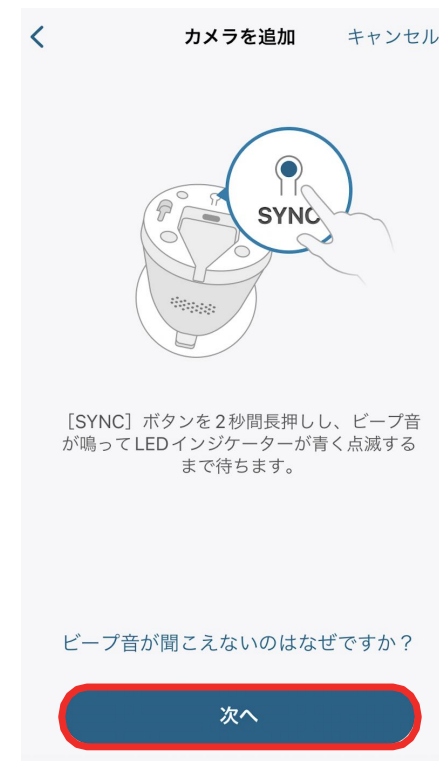 カメラを追加 キャンセル
SYNC
［SYNC］ボタンを2秒間長押しし、ビープ音
が鳴ってLEDインジケーターが青く点滅する
まで待ちます。
ビープ音が聞こえないのはなぜですか？
次へ